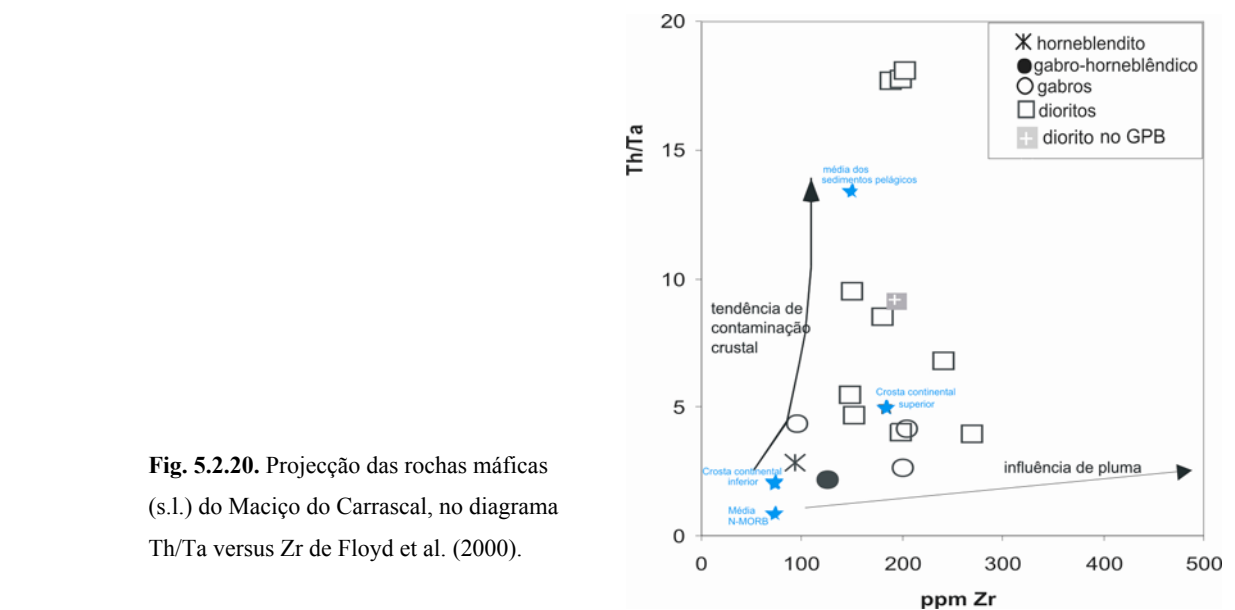 20
15
10
5
0
Th/Ta
horneblendito
gabro-horneblêndico
gabros
dioritos
diorito no GPB
média dos
sedimentos pelágicos
tendência de
contaminação
crustal
Crosta continental
superior
Crosta continental
inferior
Média
N-MORB
influência de pluma
0 100 200 300 400 500
ppm Zr
Fig. 5.2.20. Projecção das rochas máficas
(s.l.) do Maciço do Carrascal, no diagrama
Th/Ta versus Zr de Floyd et al. (2000).